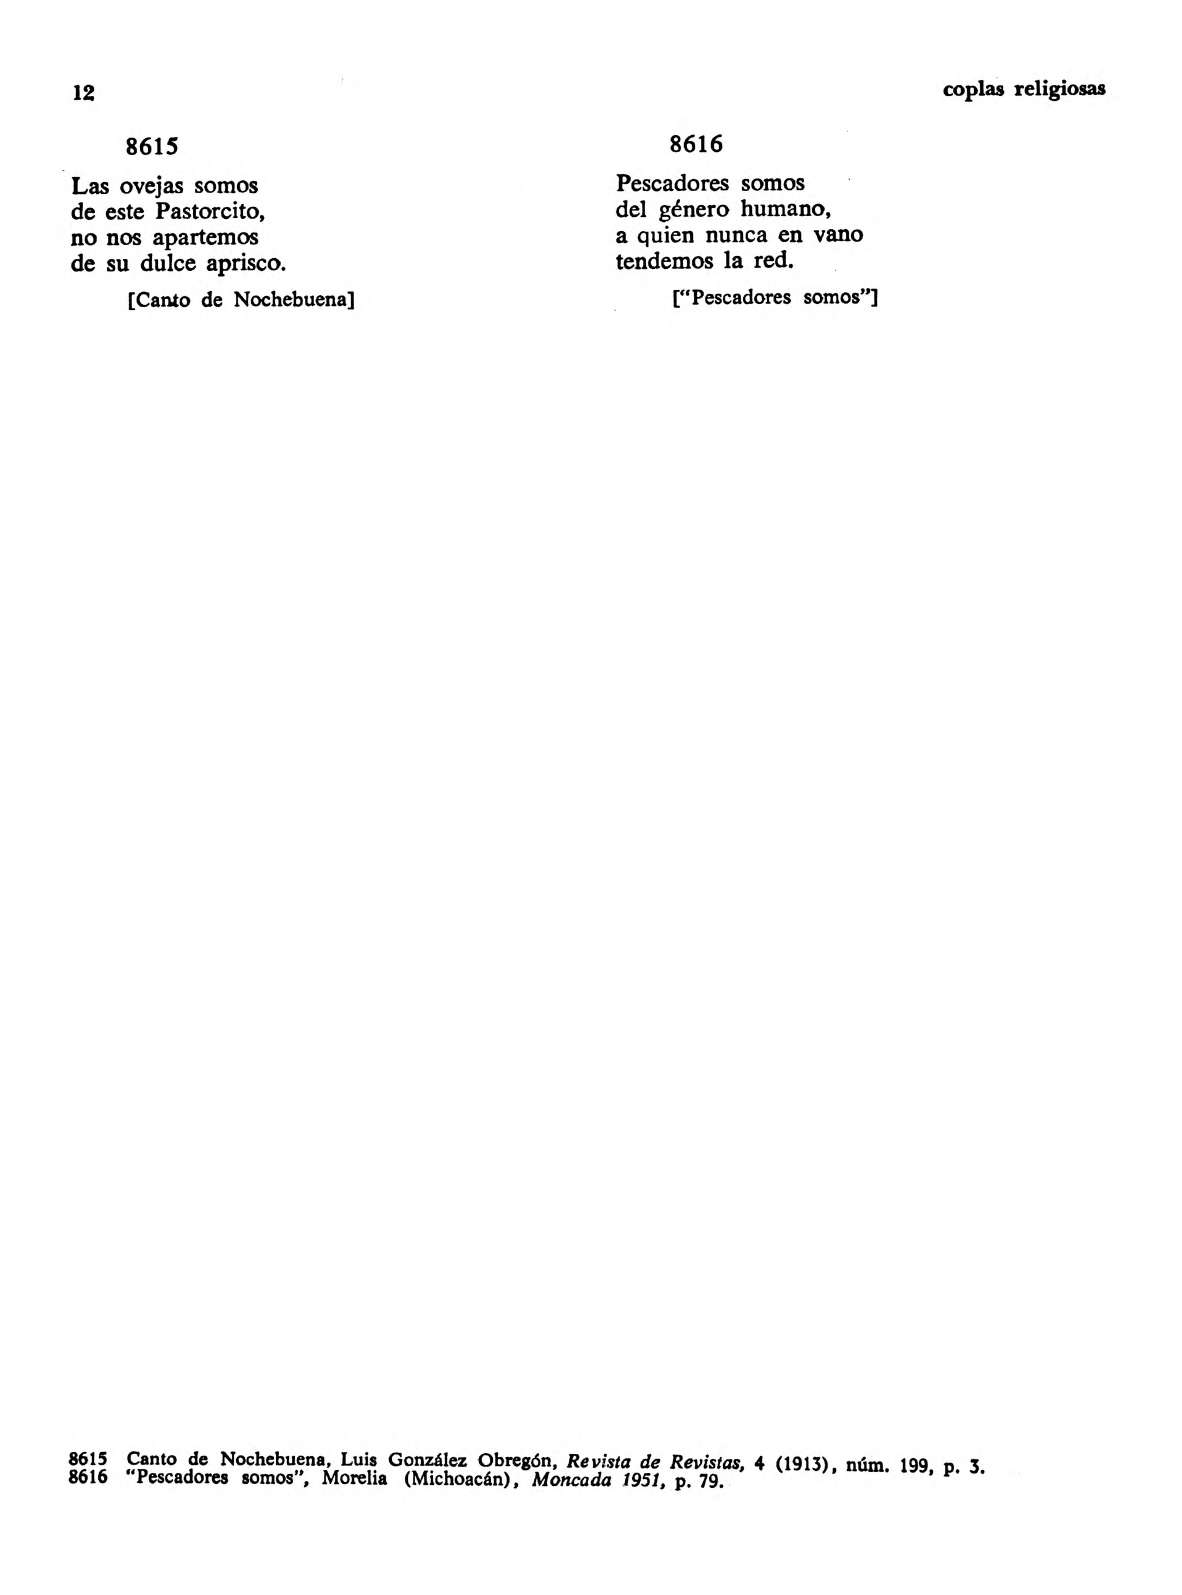 12
coplas religiosas
8615
Las ovejas somos
de este Pastorcito,
no nos apartemos
de su dulce aprisco.
[Canto de Nochebuena]
8616
Pescadores somos
del género humano,
a quien nunca en vano
tendemos la red.
["Pescadores somos"]
8615 Canto de Nochebuena, Luis González Obregón, Revista de Revistas, 4 (1913), núm. 199, p. 3.
8616 "Pescadores somos", Morelia (Michoacán), Moncada 1951, p. 79.